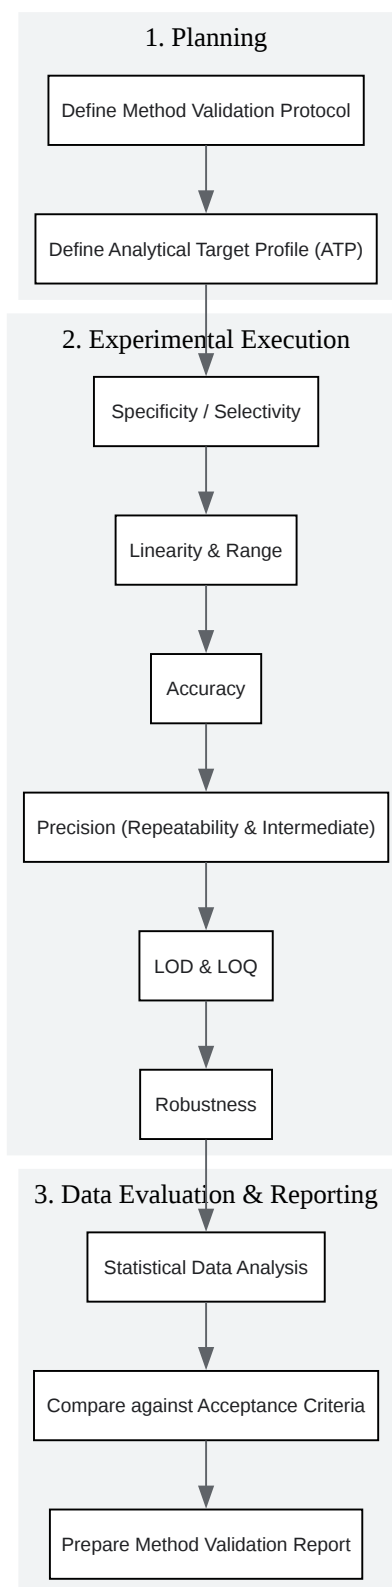 1. Planning
Define Method Validation Protocol
Define Analytical Target Profile (ATP)
2. Experimental Execution
Specificity / Selectivity
Linearity & Range
Accuracy
Precision (Repeatability & Intermediate)
LOD & LOQ
Robustness
3. Data Evaluation & Reporting
Statistical Data Analysis
Compare against Acceptance Criteria
Prepare Method Validation Report